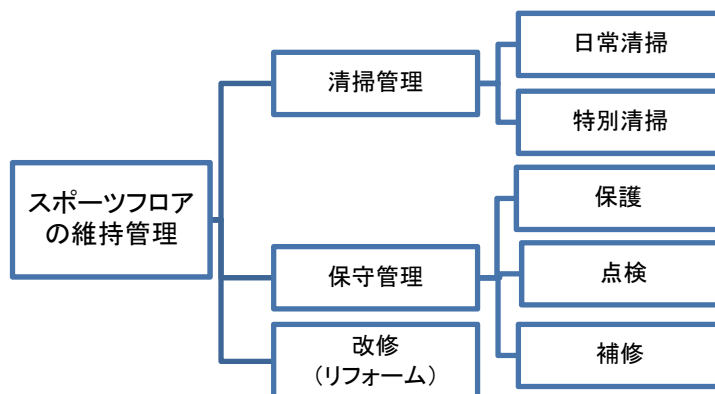 スポーツフロア
の維持管理
清掃管理
日常清掃
特別清掃
保守管理
保護
点検
補修
改修
（リフォーム）